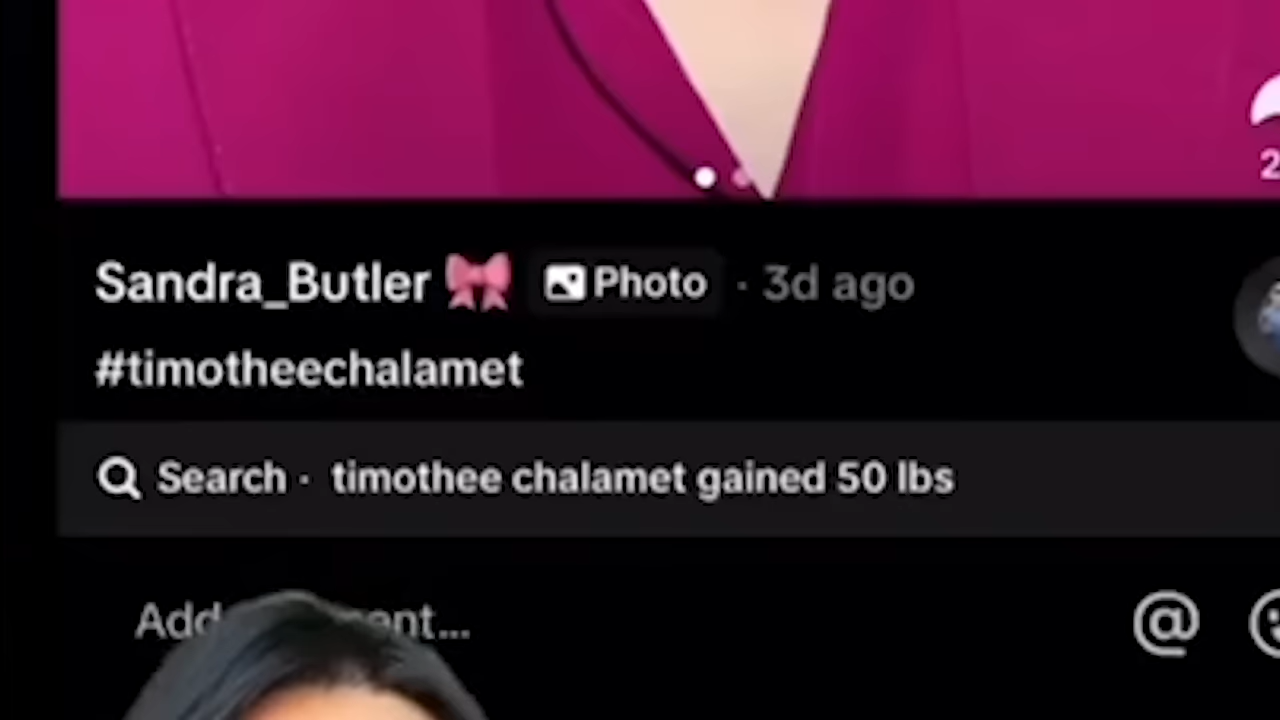 Sandra_Butler 🎀 Photo · 3d ago
#timotheechalamet
Search · timothee chalamet gained 50 lbs
@